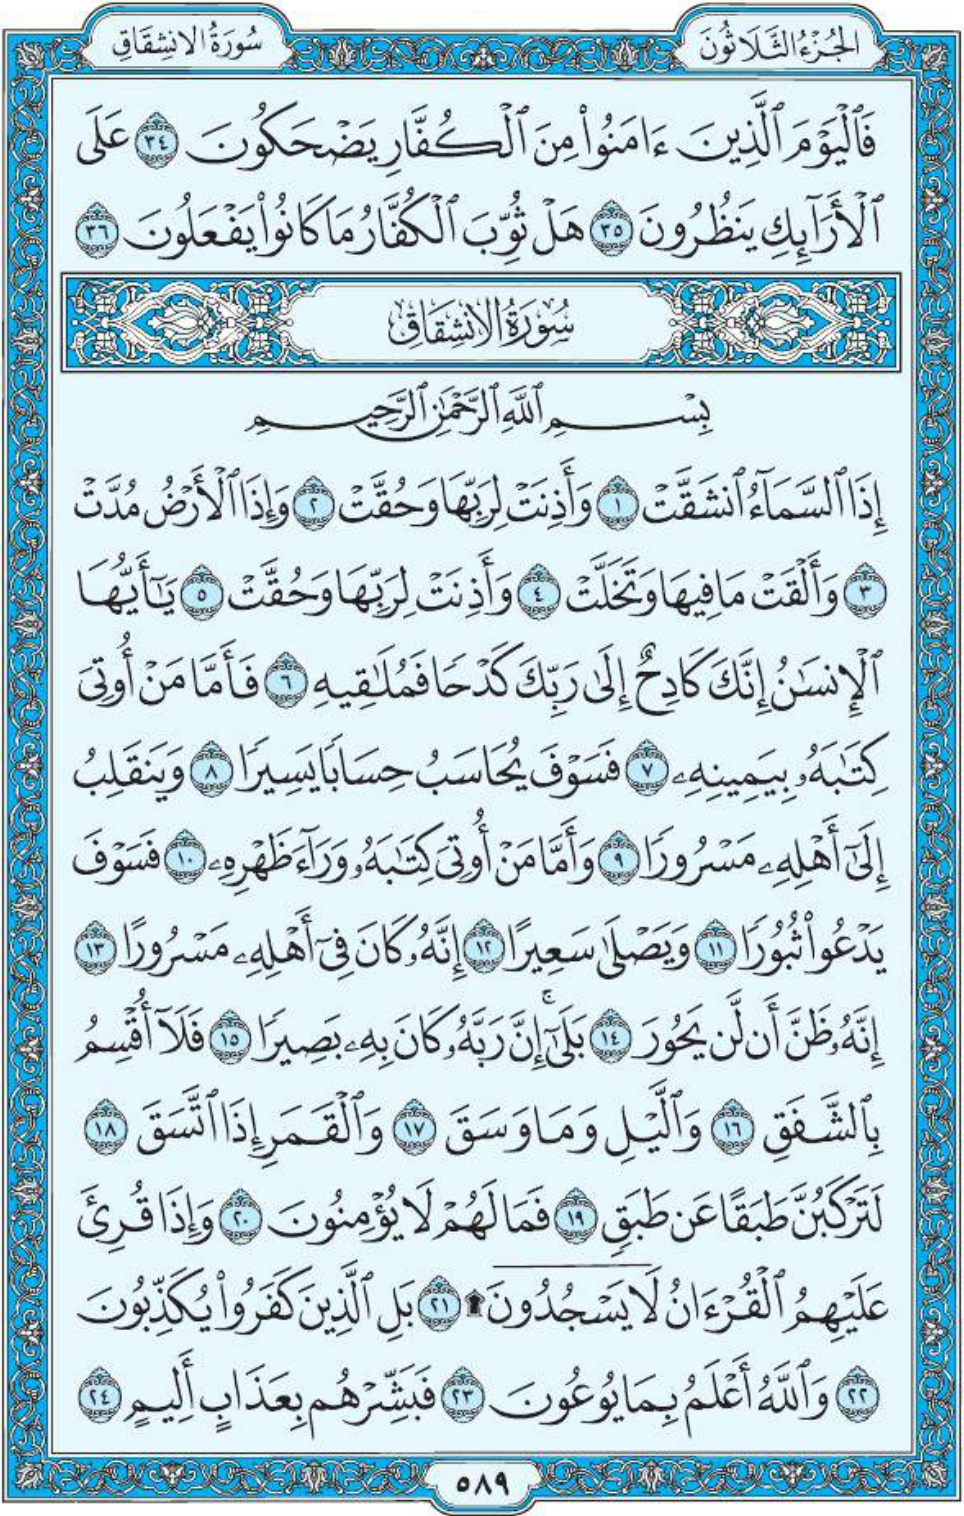 الجُزْءُ الثَّلَاثُونَ
سُورَةُ الانشِقَاقِ
فَٱلْيَوْمَ ٱلَّذِينَ ءَامَنُوا۟ مِنَ ٱلْكُفَّارِ يَضْحَكُونَ ٣٤ عَلَى
ٱلْأَرَآئِكِ يَنظُرُونَ ٣٥ هَلْ ثُوِّبَ ٱلْكُفَّارُ مَا كَانُوا۟ يَفْعَلُونَ ٣٦
سُورَةُ الانشِقَاقِ
بِسْمِ ٱللَّهِ ٱلرَّحْمَٰنِ ٱلرَّحِيمِ
إِذَا ٱلسَّمَآءُ ٱنشَقَّتْ ١ وَأَذِنَتْ لِرَبِّهَا وَحُقَّتْ ٢ وَإِذَا ٱلْأَرْضُ مُدَّتْ
٣ وَأَلْقَتْ مَا فِيهَا وَتَخَلَّتْ ٤ وَأَذِنَتْ لِرَبِّهَا وَحُقَّتْ ٥ يَٰٓأَيُّهَا
ٱلْإِنسَٰنُ إِنَّكَ كَادِحٌ إِلَىٰ رَبِّكَ كَدْحًا فَمُلَٰقِيهِ ٦ فَأَمَّا مَنْ أُوتِىَ
كِتَٰبَهُۥ بِيَمِينِهِۦ ٧ فَسَوْفَ يُحَاسَبُ حِسَابًا يَسِيرًا ٨ وَيَنقَلِبُ
إِلَىٰٓ أَهْلِهِۦ مَسْرُورًا ٩ وَأَمَّا مَنْ أُوتِىَ كِتَٰبَهُۥ وَرَآءَ ظَهْرِهِۦ ١٠ فَسَوْفَ
يَدْعُوا۟ ثُبُورًا ١١ وَيَصْلَىٰ سَعِيرًا ١٢ إِنَّهُۥ كَانَ فِىٓ أَهْلِهِۦ مَسْرُورًا ١٣
إِنَّهُۥ ظَنَّ أَن لَّن يَحُورَ ١٤ بَلَىٰٓۚ إِنَّ رَبَّهُۥ كَانَ بِهِۦ بَصِيرًا ١٥ فَلَآ أُقْسِمُ
بِٱلشَّفَقِ ١٦ وَٱلَّيْلِ وَمَا وَسَقَ ١٧ وَٱلْقَمَرِ إِذَا ٱتَّسَقَ ١٨
لَتَرْكَبُنَّ طَبَقًا عَن طَبَقٍ ١٩ فَمَا لَهُمْ لَا يُؤْمِنُونَ ٢٠ وَإِذَا قُرِئَ
عَلَيْهِمُ ٱلْقُرْءَانُ لَا يَسْجُدُونَ ۩ ٢١ بَلِ ٱلَّذِينَ كَفَرُوا۟ يُكَذِّبُونَ
٢٢ وَٱللَّهُ أَعْلَمُ بِمَا يُوعُونَ ٢٣ فَبَشِّرْهُم بِعَذَابٍ أَلِيمٍ ٢٤
٥٨٩